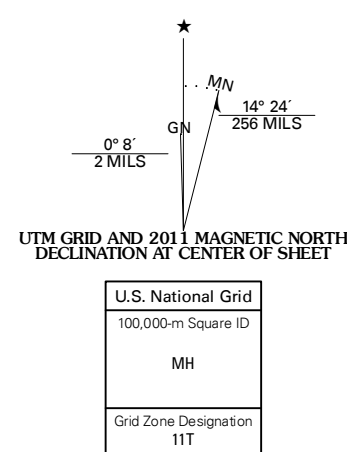 ★
MN
GN
14° 24´
256 MILS
0° 8´
2 MILS
UTM GRID AND 2011 MAGNETIC NORTH
DECLINATION AT CENTER OF SHEET
U.S. National Grid
100,000-m Square ID
MH
Grid Zone Designation
11T